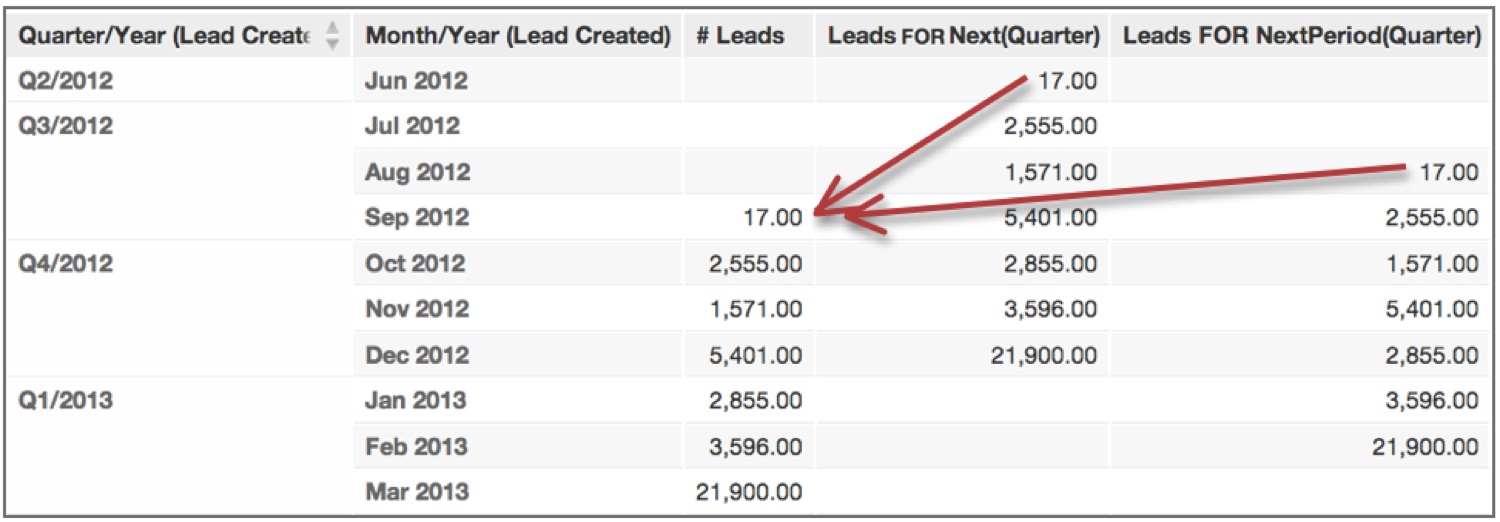 Quarter/Year (Lead Create Month/Year (Lead Created) # Leads Leads FOR Next(Quarter) Leads FOR NextPeriod(Quarter)
Q2/2012 Jun 2012 17.00
Q3/2012 Jul 2012 2,555.00
Aug 2012 1,571.00 17.00
Sep 2012 17.00 5,401.00 2,555.00
Q4/2012 Oct 2012 2,555.00 2,855.00 1,571.00
Nov 2012 1,571.00 3,596.00 5,401.00
Dec 2012 5,401.00 21,900.00 2,855.00
Q1/2013 Jan 2013 2,855.00 3,596.00
Feb 2013 3,596.00 21,900.00
Mar 2013 21,900.00